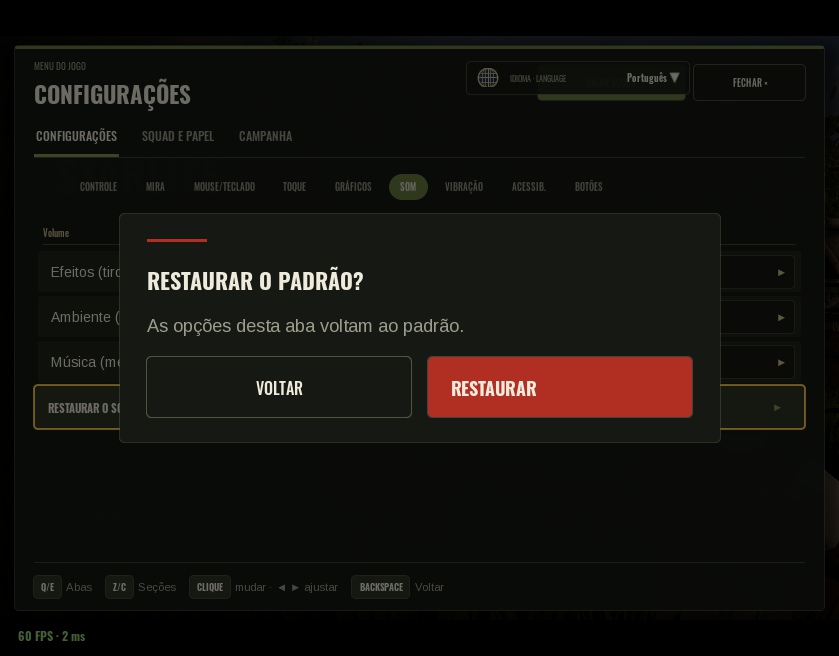 MENU DO JOGO
CONFIGURAÇÕES
IDIOMA · LANGUAGE
Português ▼
FECHAR
CONFIGURAÇÕES
SQUAD E PAPEL
CAMPANHA
CONTROLE
MIRA
MOUSE/TECLADO
TOQUE
GRÁFICOS
SOM
VIBRAÇÃO
ACESSIB.
BOTÕES
Volume
Efeitos (tiro
Ambiente (
Música (me
RESTAURAR O
RESTAURAR O PADRÃO?
As opções desta aba voltam ao padrão.
VOLTAR
RESTAURAR
Q/E Abas
Z/C Seções
CLIQUE mudar · ◄ ► ajustar
BACKSPACE Voltar
60 FPS · 2 ms